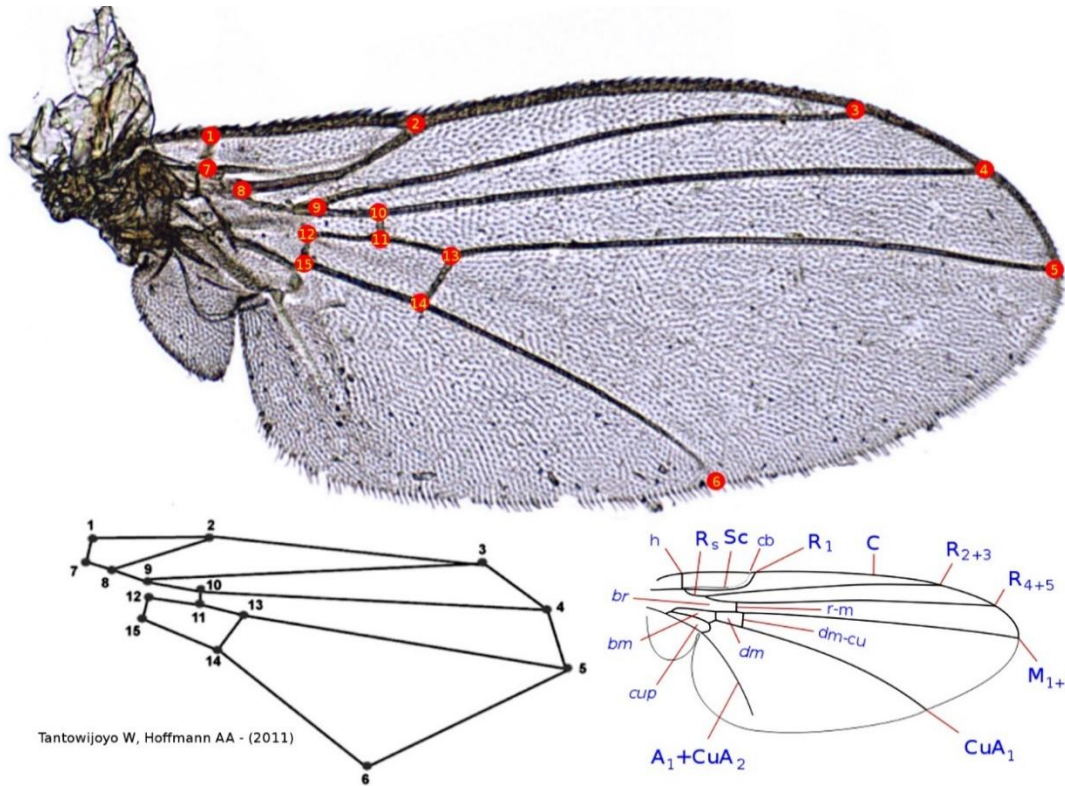 1
2
3
4
5
6
7
8
9
10
11
12
13
14
15
1
2
3
4
5
6
7
8
9
10
11
12
13
14
15
Tantowijoyo W, Hoffmann AA - (2011)
h
Rs
Sc
cb
R1
C
R2+3
R4+5
br
r-m
bm
dm
dm-cu
cup
M1+
A1+CuA2
CuA1